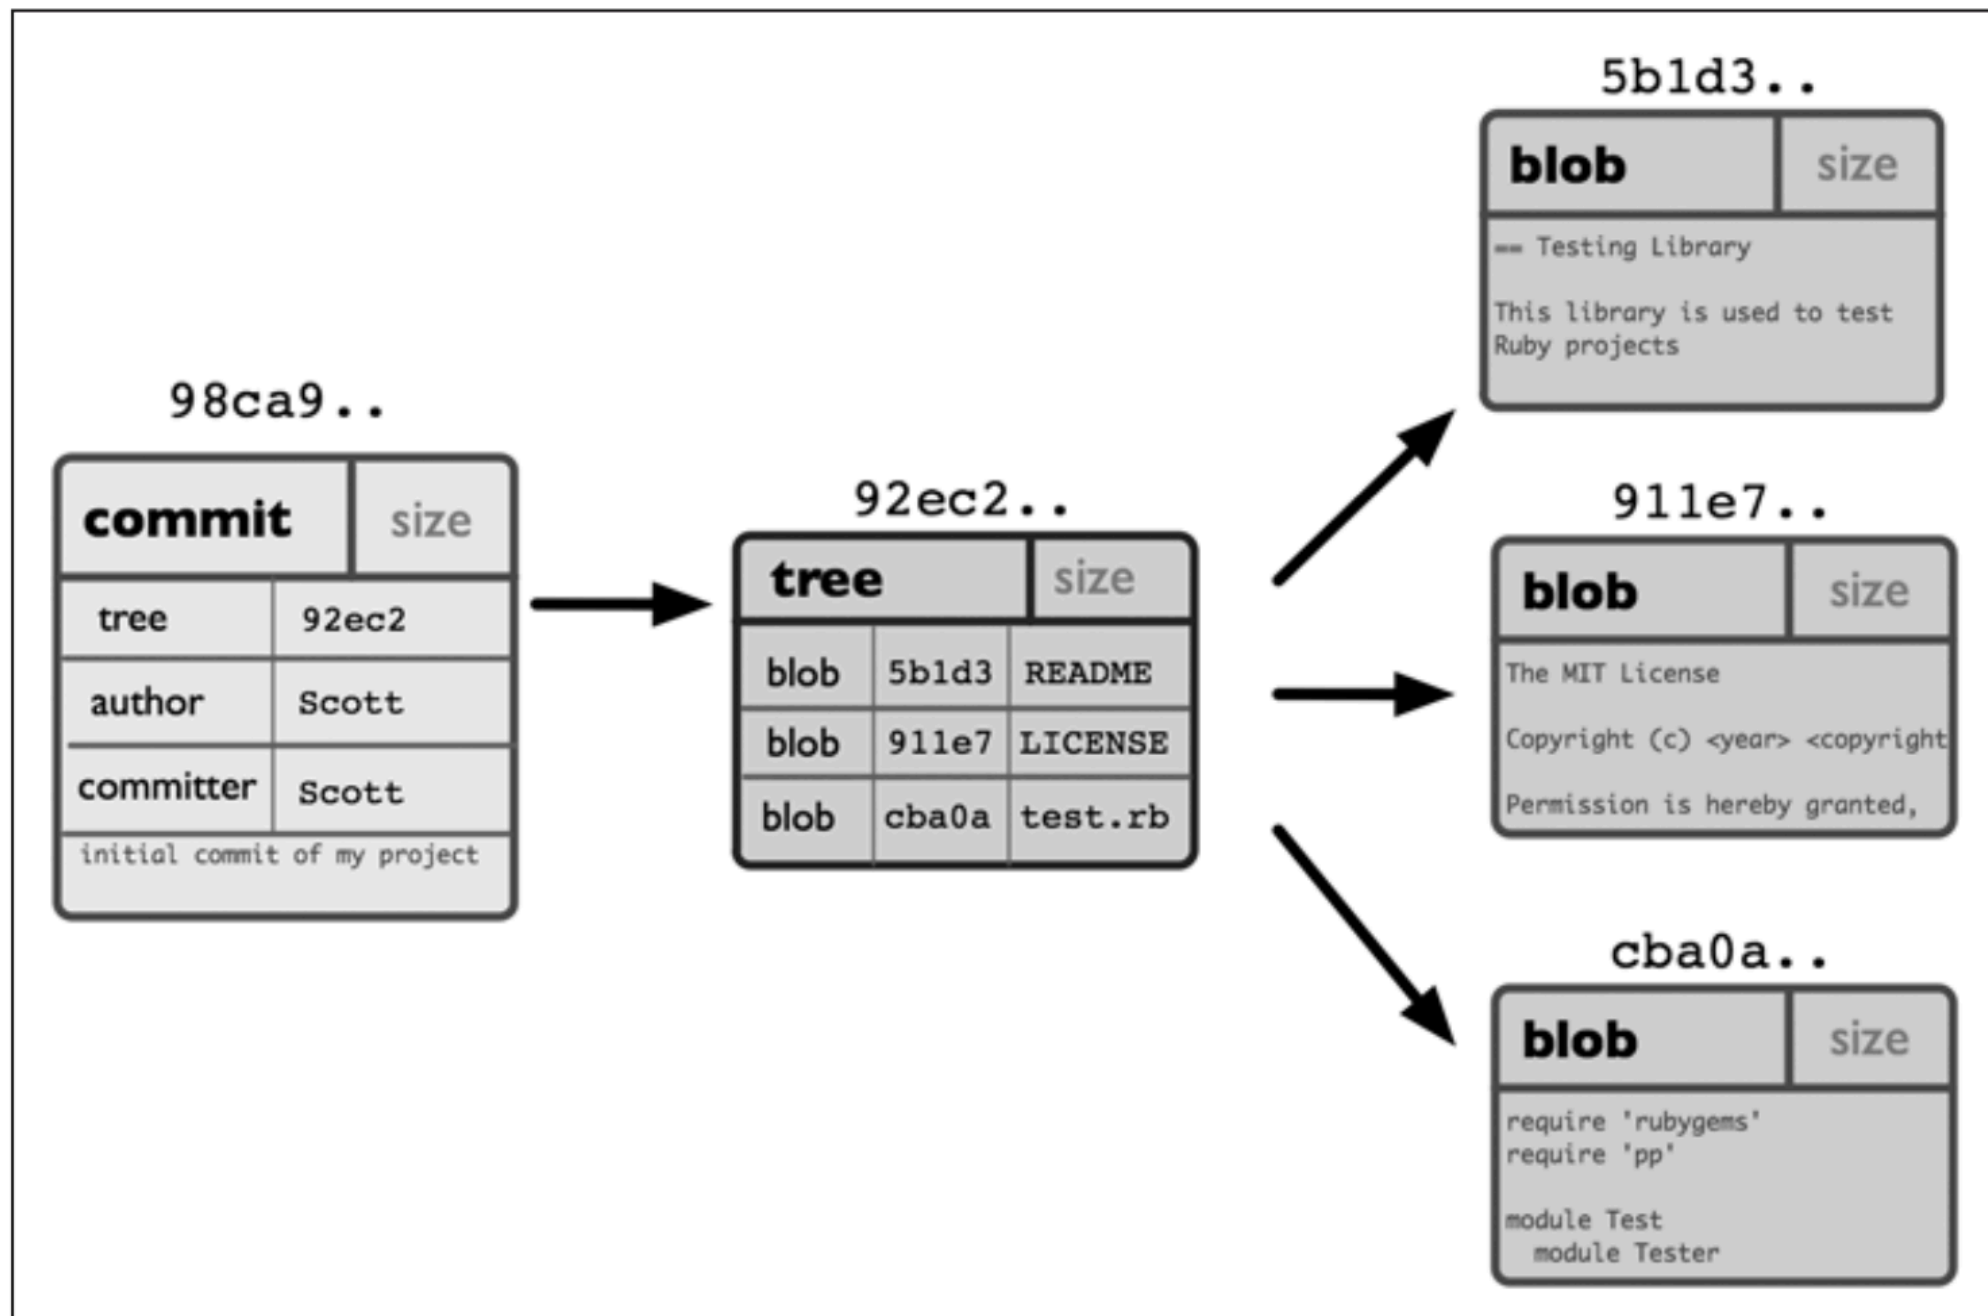 98ca9..
commit size
tree 92ec2
author Scott
committer Scott
initial commit of my project
92ec2..
tree size
blob 5b1d3 README
blob 911e7 LICENSE
blob cba0a test.rb
5b1d3..
blob size
== Testing Library
This library is used to test
Ruby projects
911e7..
blob size
The MIT License
Copyright (c) <year> <copyright
Permission is hereby granted,
cba0a..
blob size
require 'rubygems'
require 'pp'
module Test
module Tester